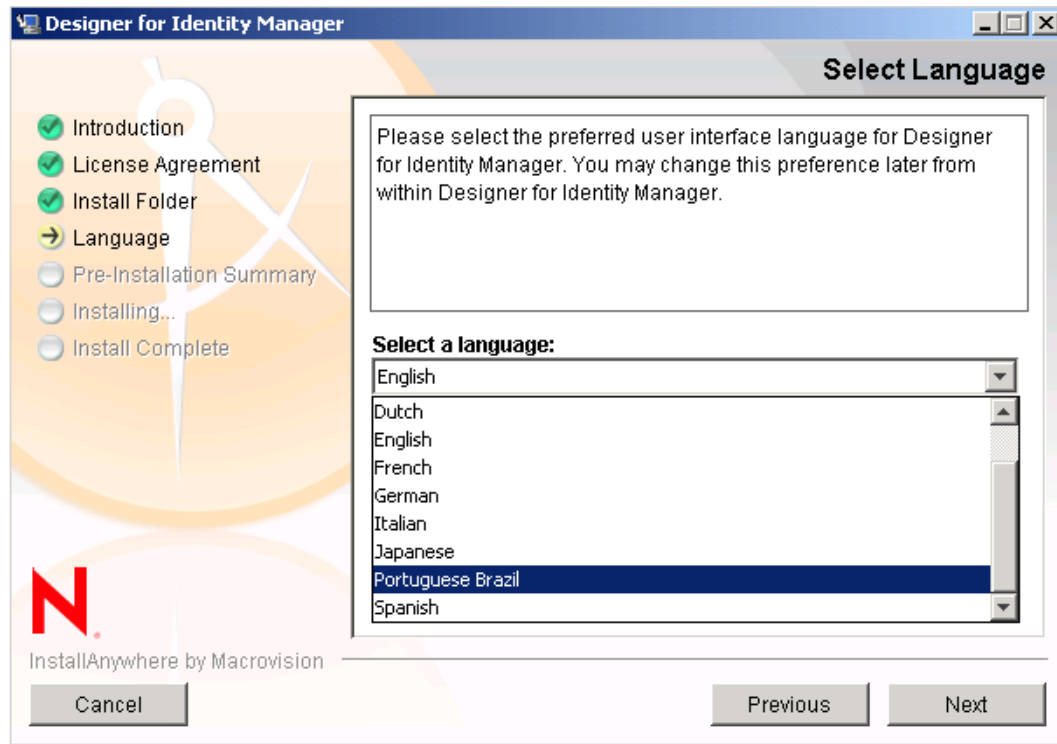 Designer for Identity Manager
Select Language
Introduction
License Agreement
Install Folder
Language
Pre-Installation Summary
Installing...
Install Complete
Please select the preferred user interface language for Designer
for Identity Manager. You may change this preference later from
within Designer for Identity Manager.
Select a language:
English
Dutch
English
French
German
Italian
Japanese
Portuguese Brazil
Spanish
N
InstallAnywhere by Macrovision
Cancel
Previous
Next